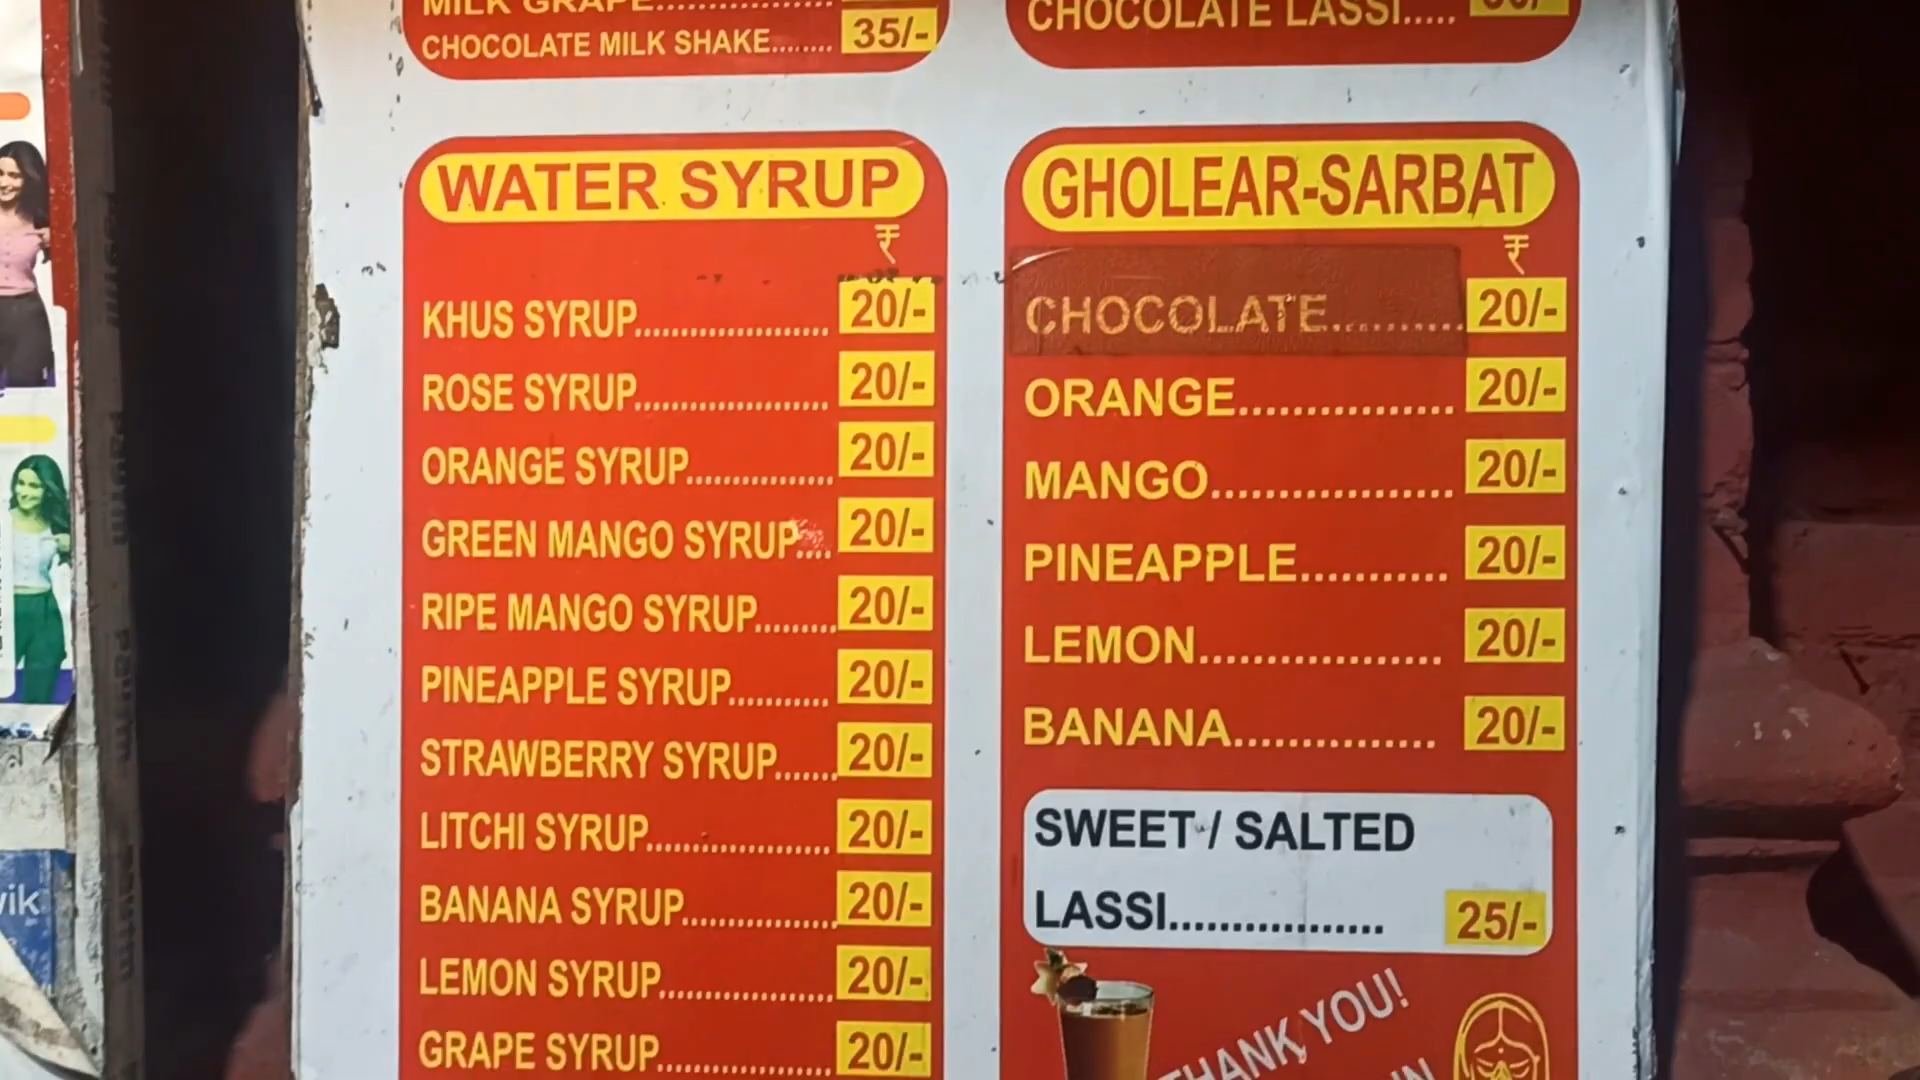 MILK GRAPE..............
CHOCOLATE MILK SHAKE........ 35/-
CHOCOLATE LASSI.....
WATER SYRUP
₹
KHUS SYRUP.................... 20/-
ROSE SYRUP.................... 20/-
ORANGE SYRUP............... 20/-
GREEN MANGO SYRUP.... 20/-
RIPE MANGO SYRUP......... 20/-
PINEAPPLE SYRUP........... 20/-
STRAWBERRY SYRUP....... 20/-
LITCHI SYRUP.................... 20/-
BANANA SYRUP................ 20/-
LEMON SYRUP.................. 20/-
GRAPE SYRUP.................. 20/-
GHOLEAR-SARBAT
₹
CHOCOLATE.......... 20/-
ORANGE................ 20/-
MANGO.................. 20/-
PINEAPPLE........... 20/-
LEMON.................. 20/-
BANANA............... 20/-
SWEET / SALTED
LASSI................. 25/-
THANK YOU!